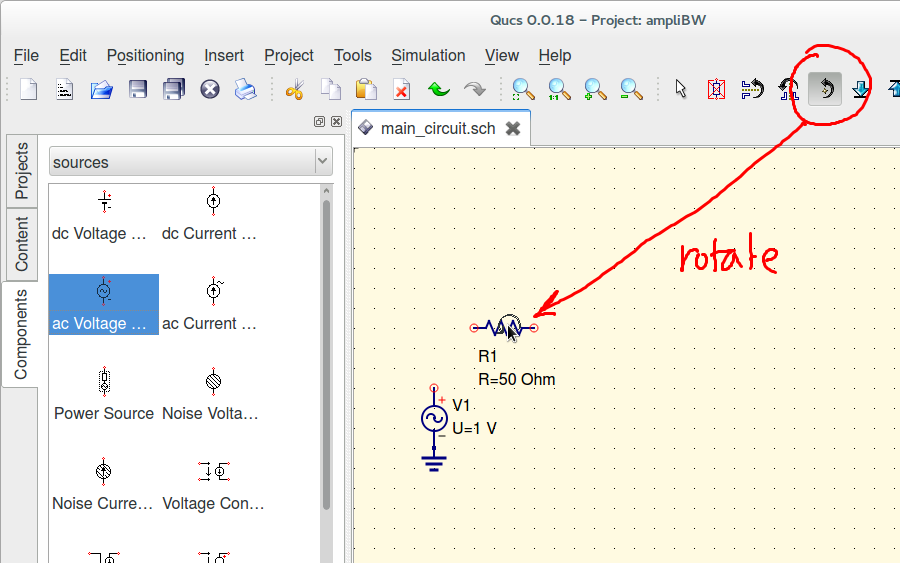 Qucs 0.0.18 - Project: ampliBW
File Edit Positioning Insert Project Tools Simulation View Help
1:1
main_circuit.sch
Projects
Content
Components
sources
dc Voltage ... dc Current ...
ac Voltage ... ac Current ...
Power Source Noise Volta...
Noise Curre... Voltage Con...
rotate
R1
R=50 Ohm
V1
U=1 V